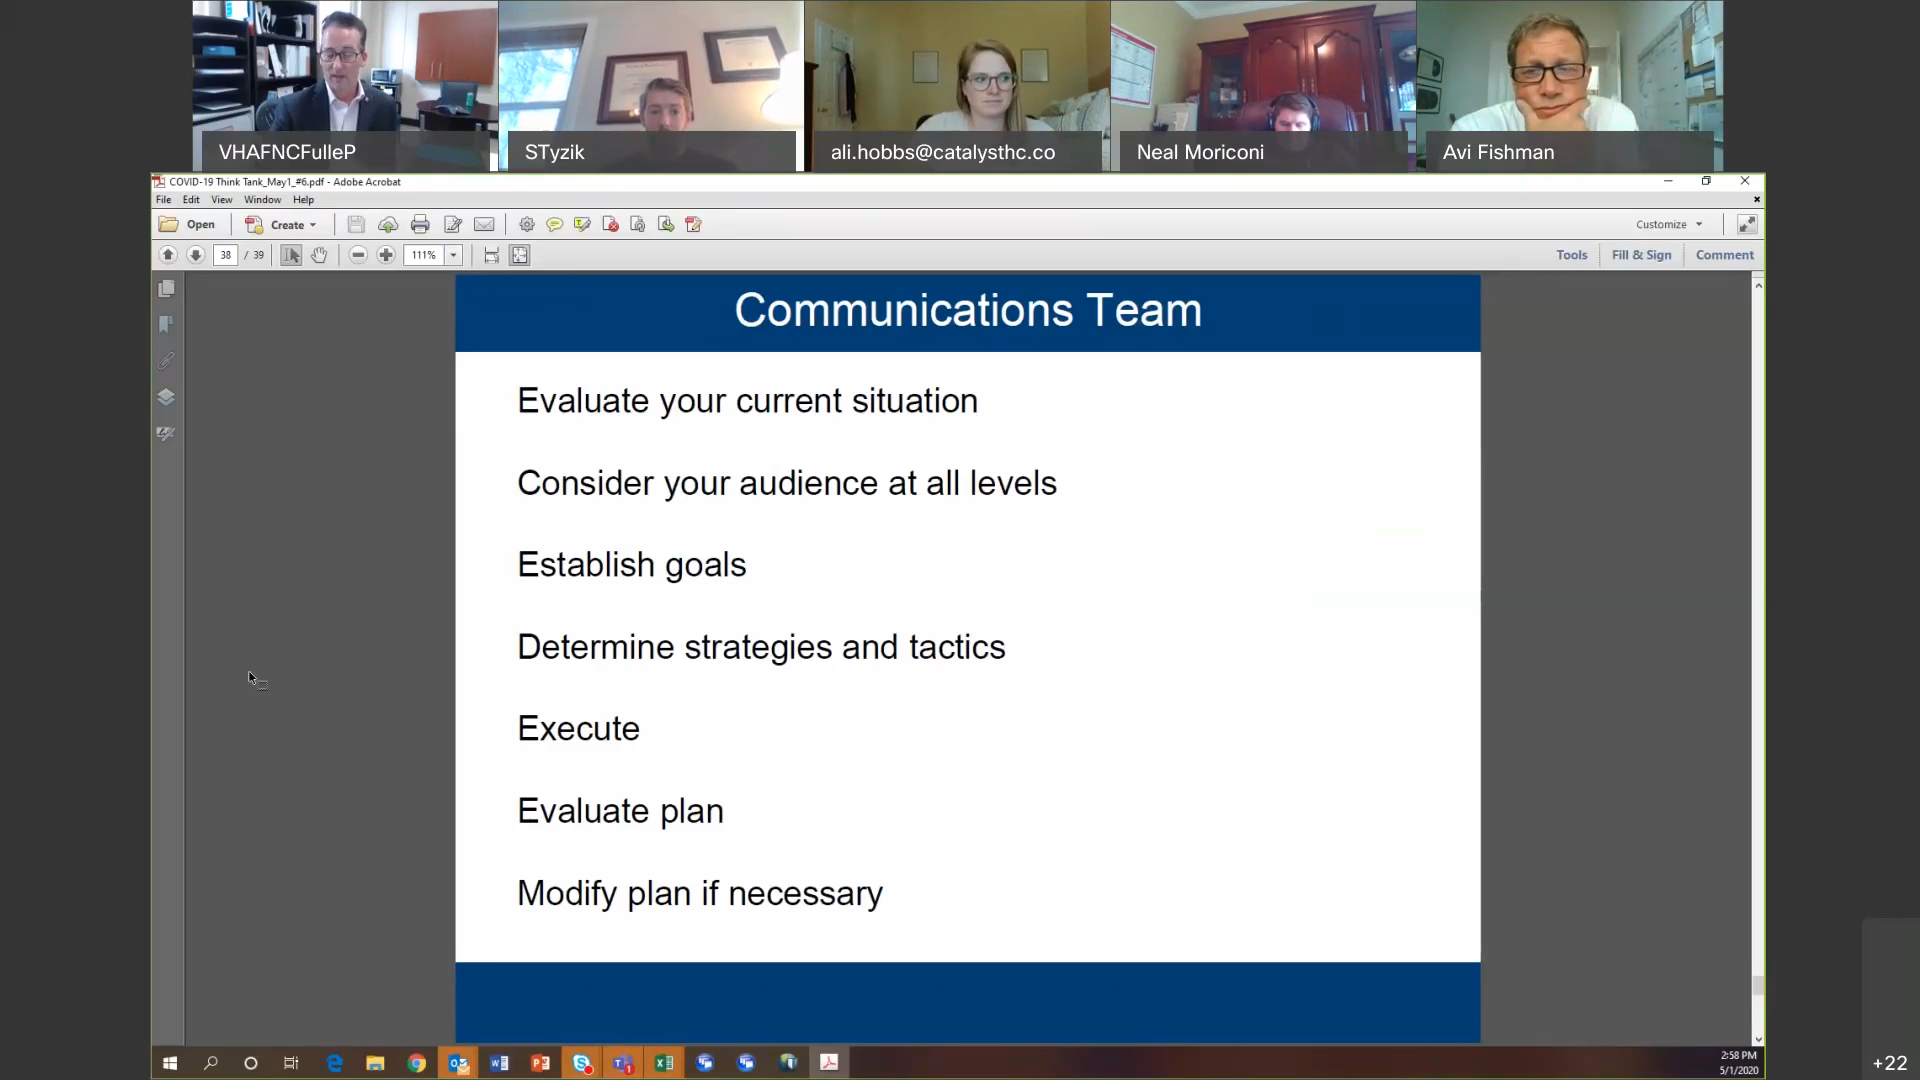 VHAFNCFulleP
STyzik
ali.hobbs@catalysthc.co
Neal Moriconi
Avi Fishman
COVID-19 Think Tank_May1_#6.pdf - Adobe Acrobat
File Edit View Window Help
Open Create Customize
38 / 39 111% Tools Fill & Sign Comment
Communications Team
Evaluate your current situation
Consider your audience at all levels
Establish goals
Determine strategies and tactics
Execute
Evaluate plan
Modify plan if necessary
2:58 PM
5/1/2020
+22